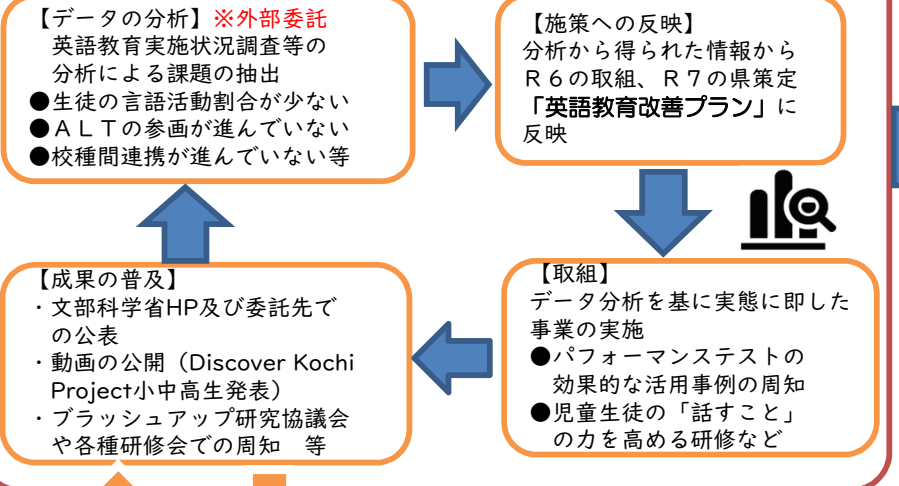 【データの分析】※外部委託
英語教育実施状況調査等の
分析による課題の抽出
●生徒の言語活動割合が少ない
●ＡＬＴの参画が進んでいない
●校種間連携が進んでいない等
【施策への反映】
分析から得られた情報から
Ｒ６の取組、Ｒ７の県策定
「英語教育改善プラン」に
反映
【取組】
データ分析を基に実態に即した
事業の実施
●パフォーマンステストの
効果的な活用事例の周知
●児童生徒の「話すこと」
の力を高める研修など
【成果の普及】
・文部科学省HP及び委託先で
の公表
・動画の公開（Discover Kochi
Project小中高生発表）
・ブラッシュアップ研究協議会
や各種研修会での周知　等